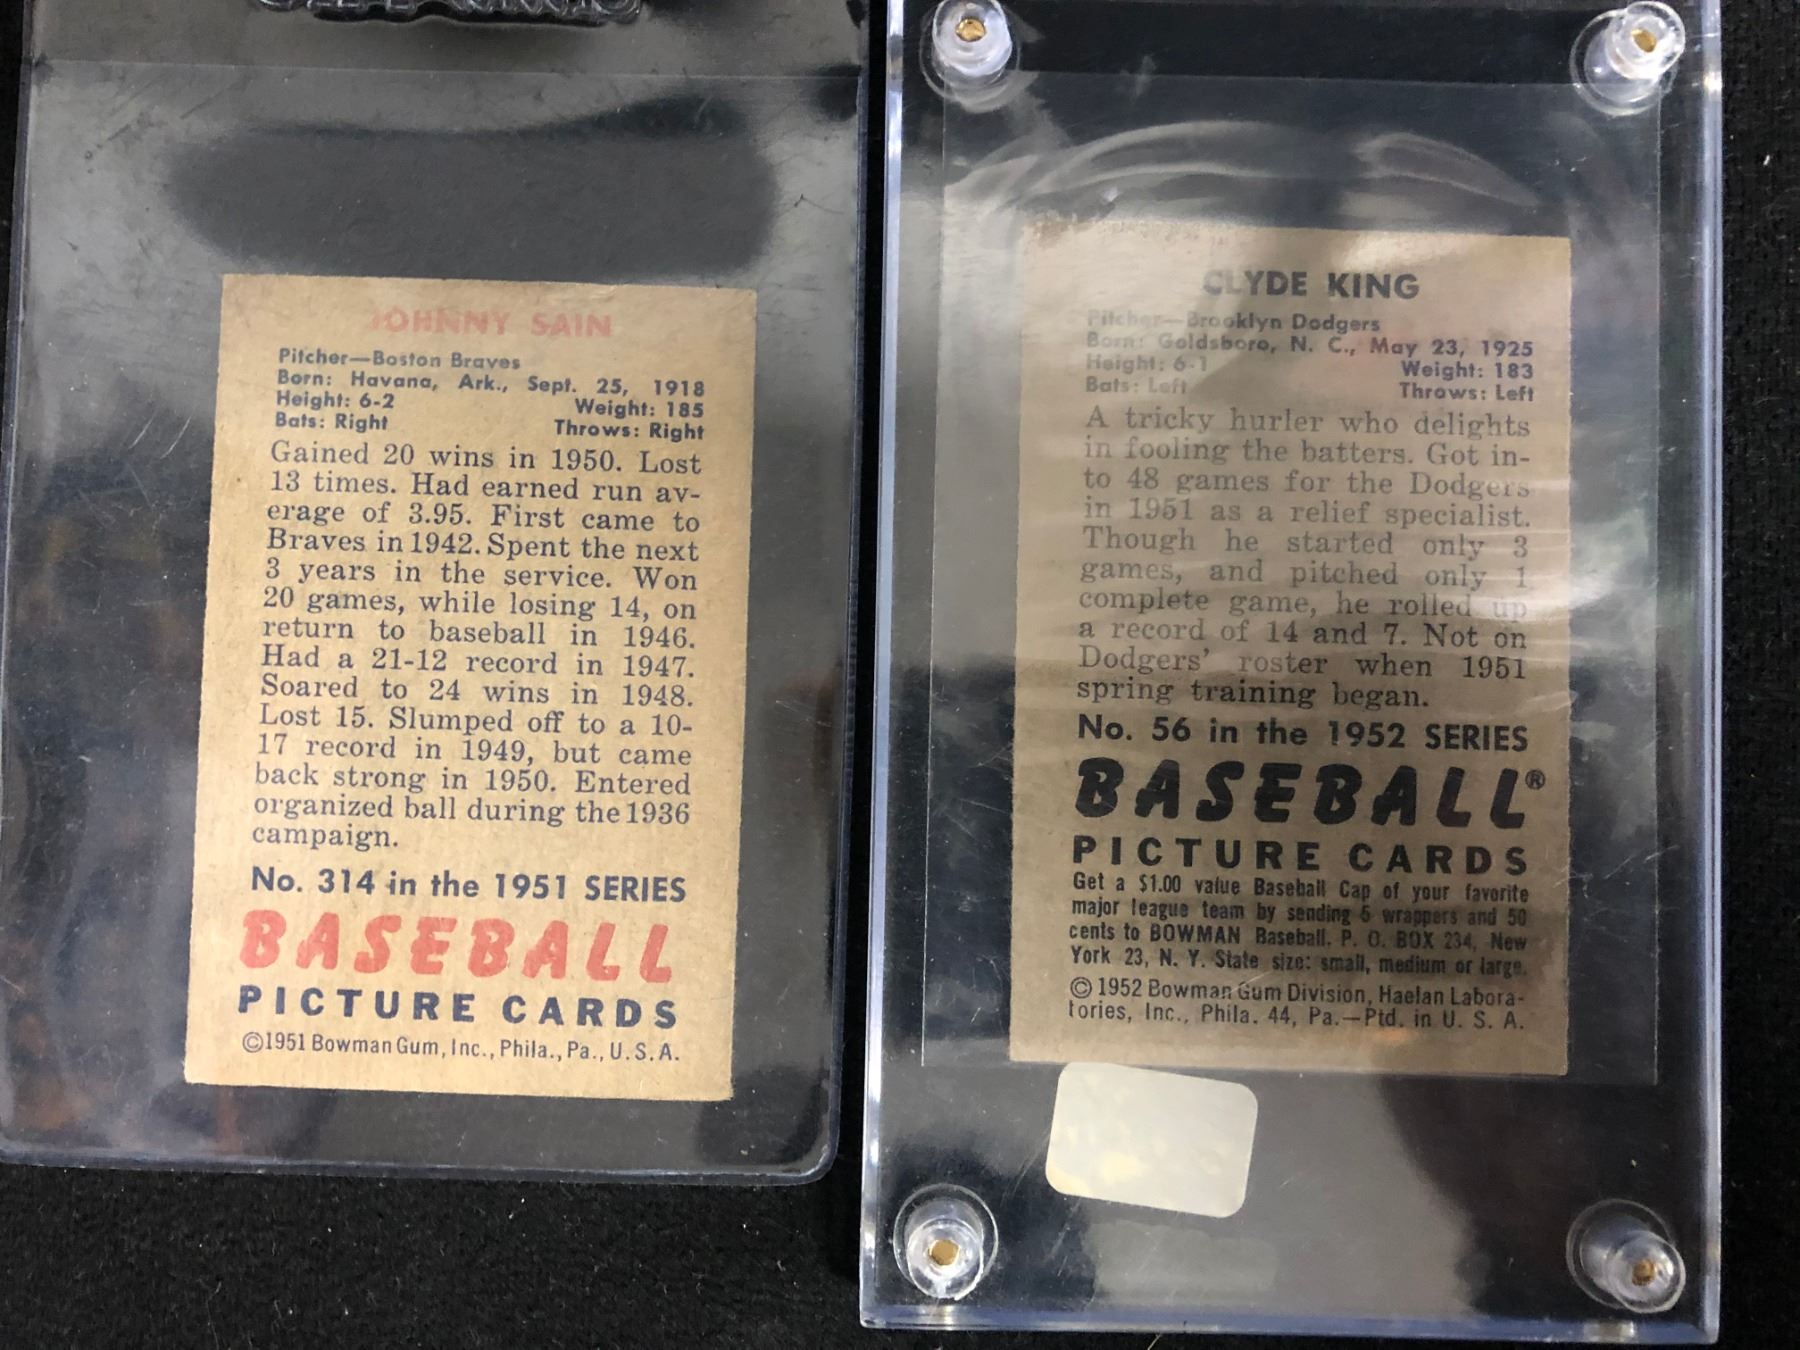 JOHNNY SAIN
Pitcher—Boston Braves
Born: Havana, Ark., Sept. 25, 1918
Height: 6-2 Weight: 185
Bats: Right Throws: Right
Gained 20 wins in 1950. Lost
13 times. Had earned run av-
erage of 3.95. First came to
Braves in 1942. Spent the next
3 years in the service. Won
20 games, while losing 14, on
return to baseball in 1946.
Had a 21-12 record in 1947.
Soared to 24 wins in 1948.
Lost 15. Slumped off to a 10-
17 record in 1949, but came
back strong in 1950. Entered
organized ball during the 1936
campaign.
No. 314 in the 1951 SERIES
BASEBALL
PICTURE CARDS
©1951 Bowman Gum, Inc., Phila., Pa., U.S.A.
CLYDE KING
Pitcher—Brooklyn Dodgers
Born: Goldsboro, N. C., May 23, 1925
Height: 6-1 Weight: 183
Bats: Left Throws: Left
A tricky hurler who delights
in fooling the batters. Got in-
to 48 games for the Dodgers
in 1951 as a relief specialist.
Though he started only 3
games, and pitched only 1
complete game, he rolled up
a record of 14 and 7. Not on
Dodgers' roster when 1951
spring training began.
No. 56 in the 1952 SERIES
BASEBALL®
PICTURE CARDS
Get a $1.00 value Baseball Cap of your favorite
major league team by sending 5 wrappers and 50
cents to BOWMAN Baseball, P. O. BOX 234, New
York 23, N. Y. State size: small, medium or large.
© 1952 Bowman Gum Division, Haelan Labora-
tories, Inc., Phila. 44, Pa.—Ptd. in U. S. A.